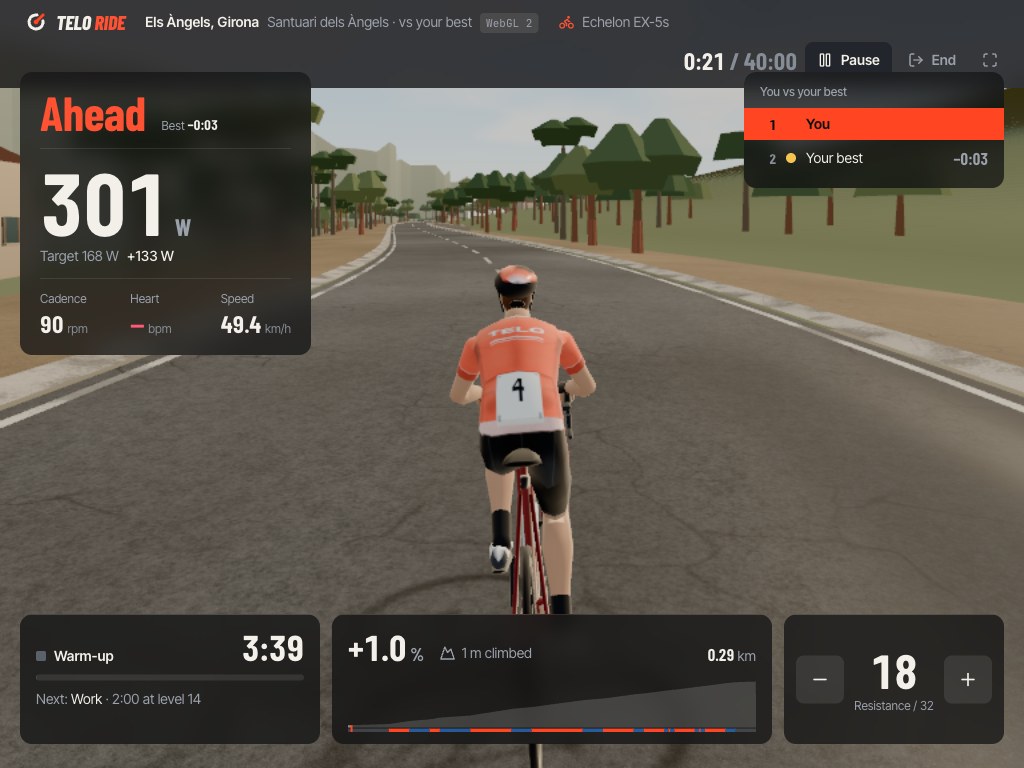 TELO RIDE Els Àngels, Girona Santuari dels Àngels · vs your best WebGL 2 Echelon EX-5s
0:21 / 40:00 Pause End
Ahead Best −0:03
301 W
Target 168 W +133 W
Cadence Heart Speed
90 rpm – bpm 49.4 km/h
You vs your best
1 You
2 Your best −0:03
TELO
4
Warm-up 3:39
Next: Work · 2:00 at level 14
+1.0 % 1 m climbed 0.29 km
− 18 +
Resistance / 32